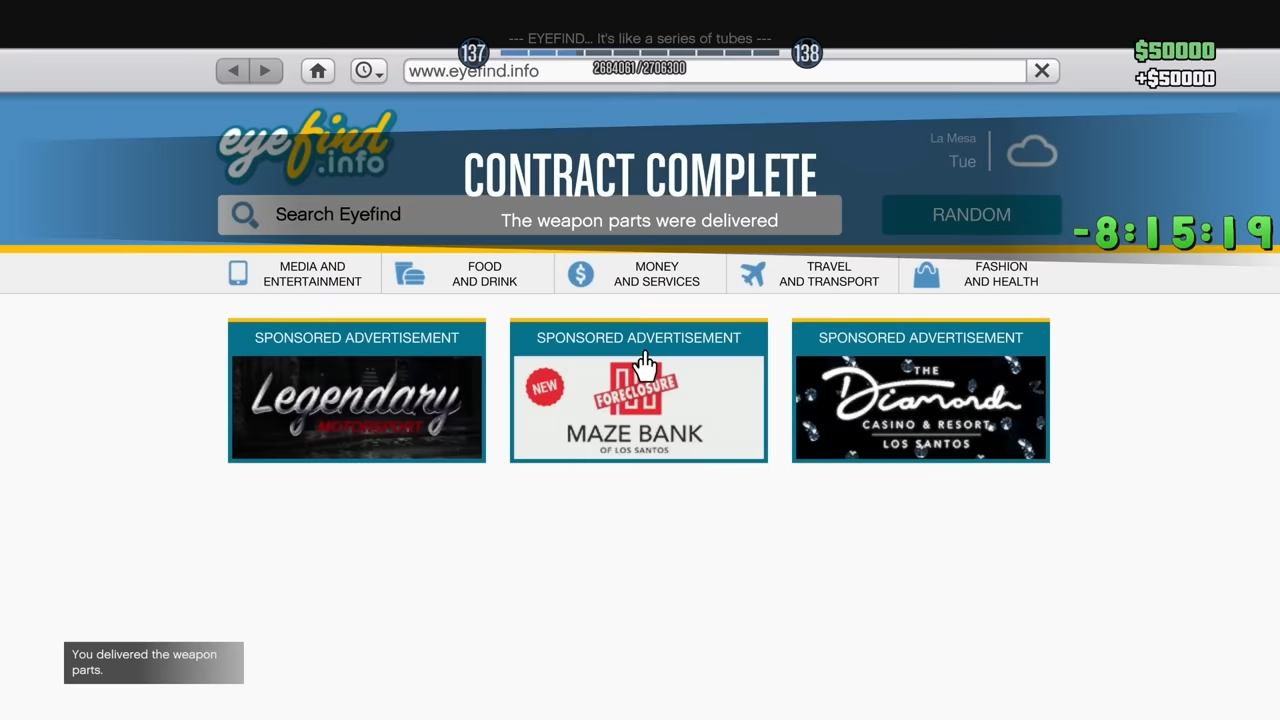 --- EYEFIND... It's like a series of tubes ---
137
138
2684061/2706300
$50000
+$50000
www.eyefind.info
eyefind
.info
La Mesa
Tue
CONTRACT COMPLETE
Search Eyefind
The weapon parts were delivered
RANDOM
-8:15:19
MEDIA AND
ENTERTAINMENT
FOOD
AND DRINK
MONEY
AND SERVICES
TRAVEL
AND TRANSPORT
FASHION
AND HEALTH
SPONSORED ADVERTISEMENT
Legendary
MOTORSPORT
SPONSORED ADVERTISEMENT
NEW
FORECLOSURE
MAZE BANK
OF LOS SANTOS
SPONSORED ADVERTISEMENT
THE
Diamond
CASINO & RESORT
LOS SANTOS
You delivered the weapon
parts.